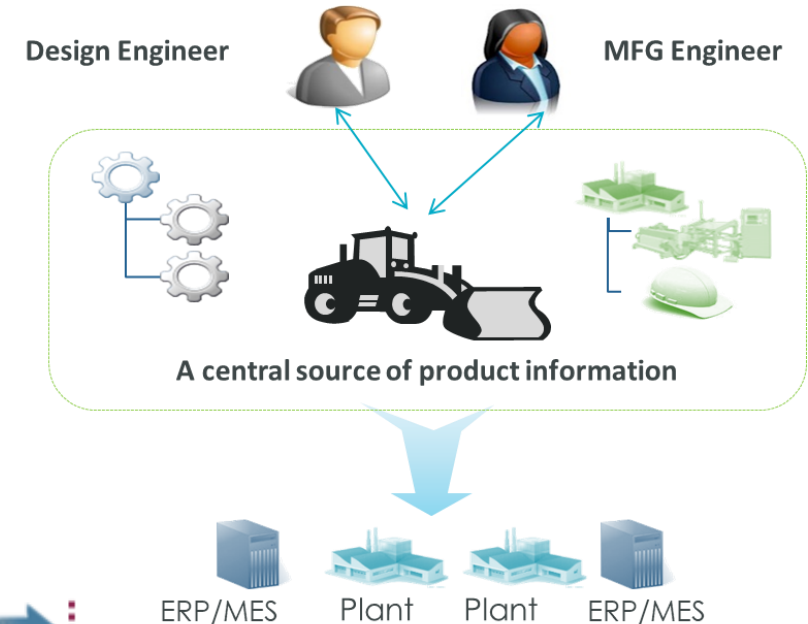 Design Engineer
MFG Engineer
A central source of product information
ERP/MES
Plant
Plant
ERP/MES